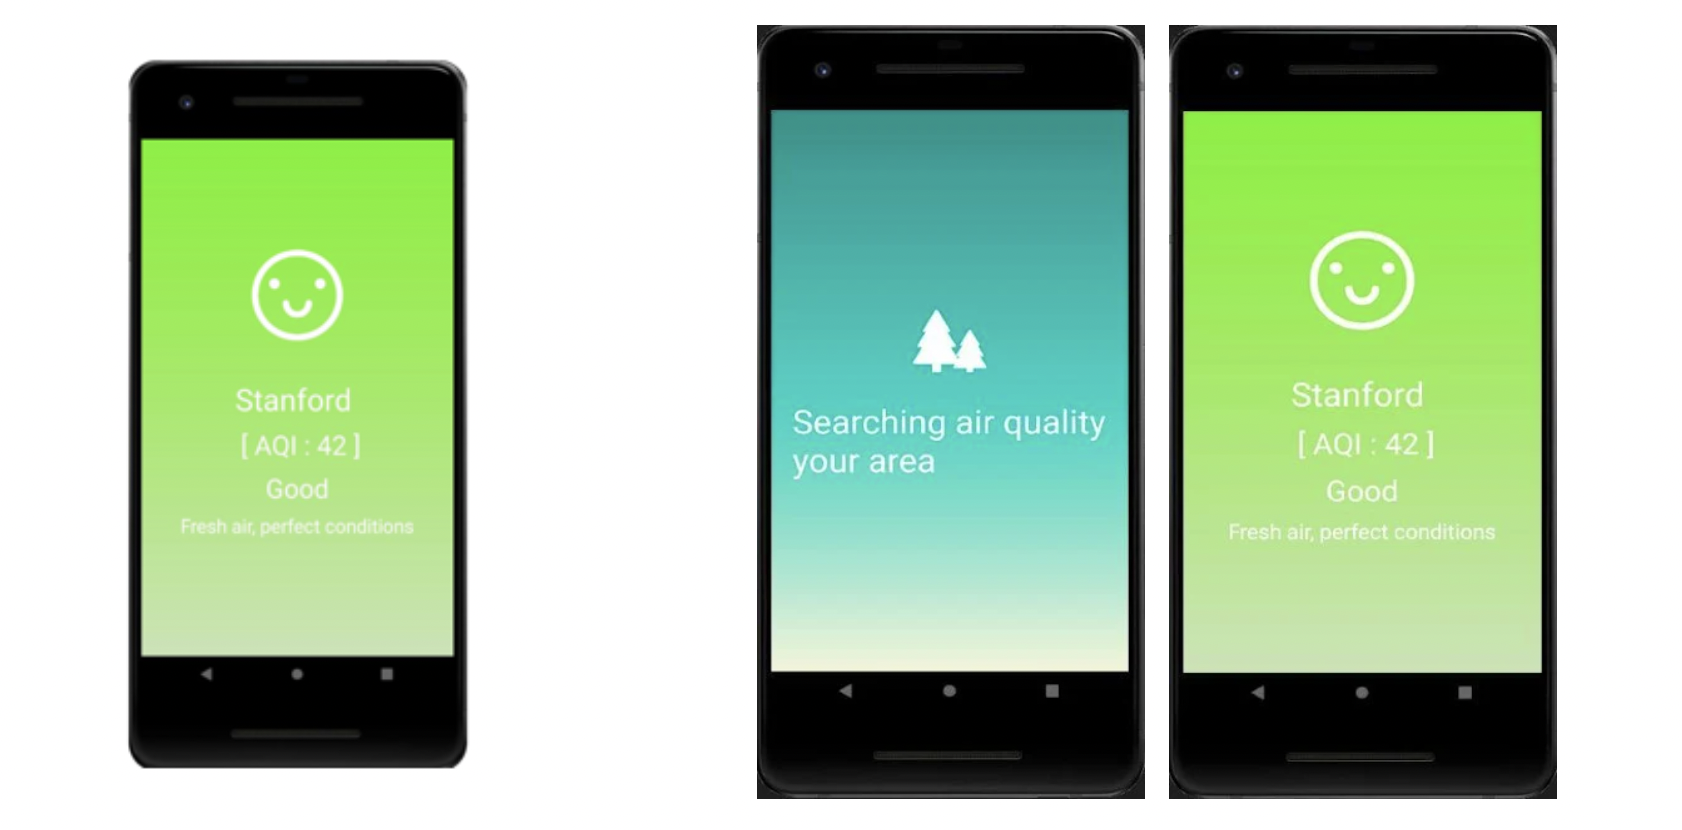 Stanford
[ AQI : 42 ]
Good
Fresh air, perfect conditions
Searching air quality
your area
Stanford
[ AQI : 42 ]
Good
Fresh air, perfect conditions